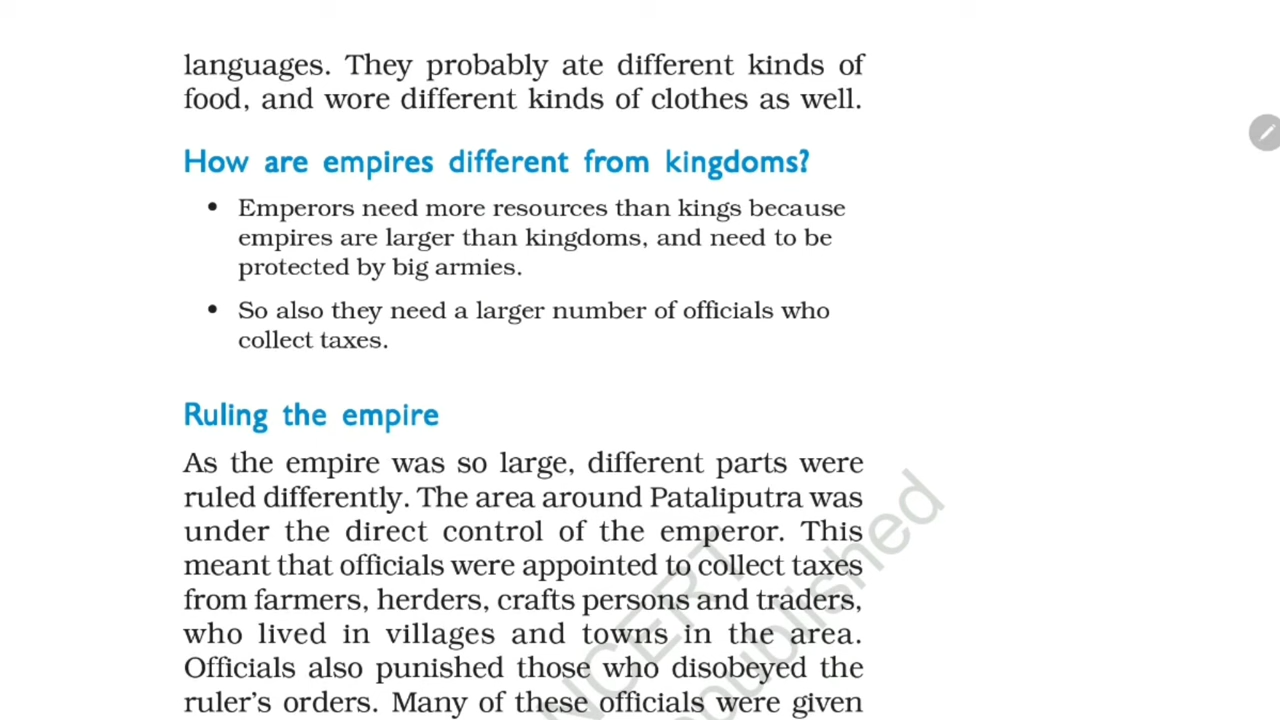 languages. They probably ate different kinds of
food, and wore different kinds of clothes as well.
How are empires different from kingdoms?
• Emperors need more resources than kings because
empires are larger than kingdoms, and need to be
protected by big armies.
• So also they need a larger number of officials who
collect taxes.
Ruling the empire
As the empire was so large, different parts were
ruled differently. The area around Pataliputra was
under the direct control of the emperor. This
meant that officials were appointed to collect taxes
from farmers, herders, crafts persons and traders,
who lived in villages and towns in the area.
Officials also punished those who disobeyed the
ruler's orders. Many of these officials were given
NCERT
published